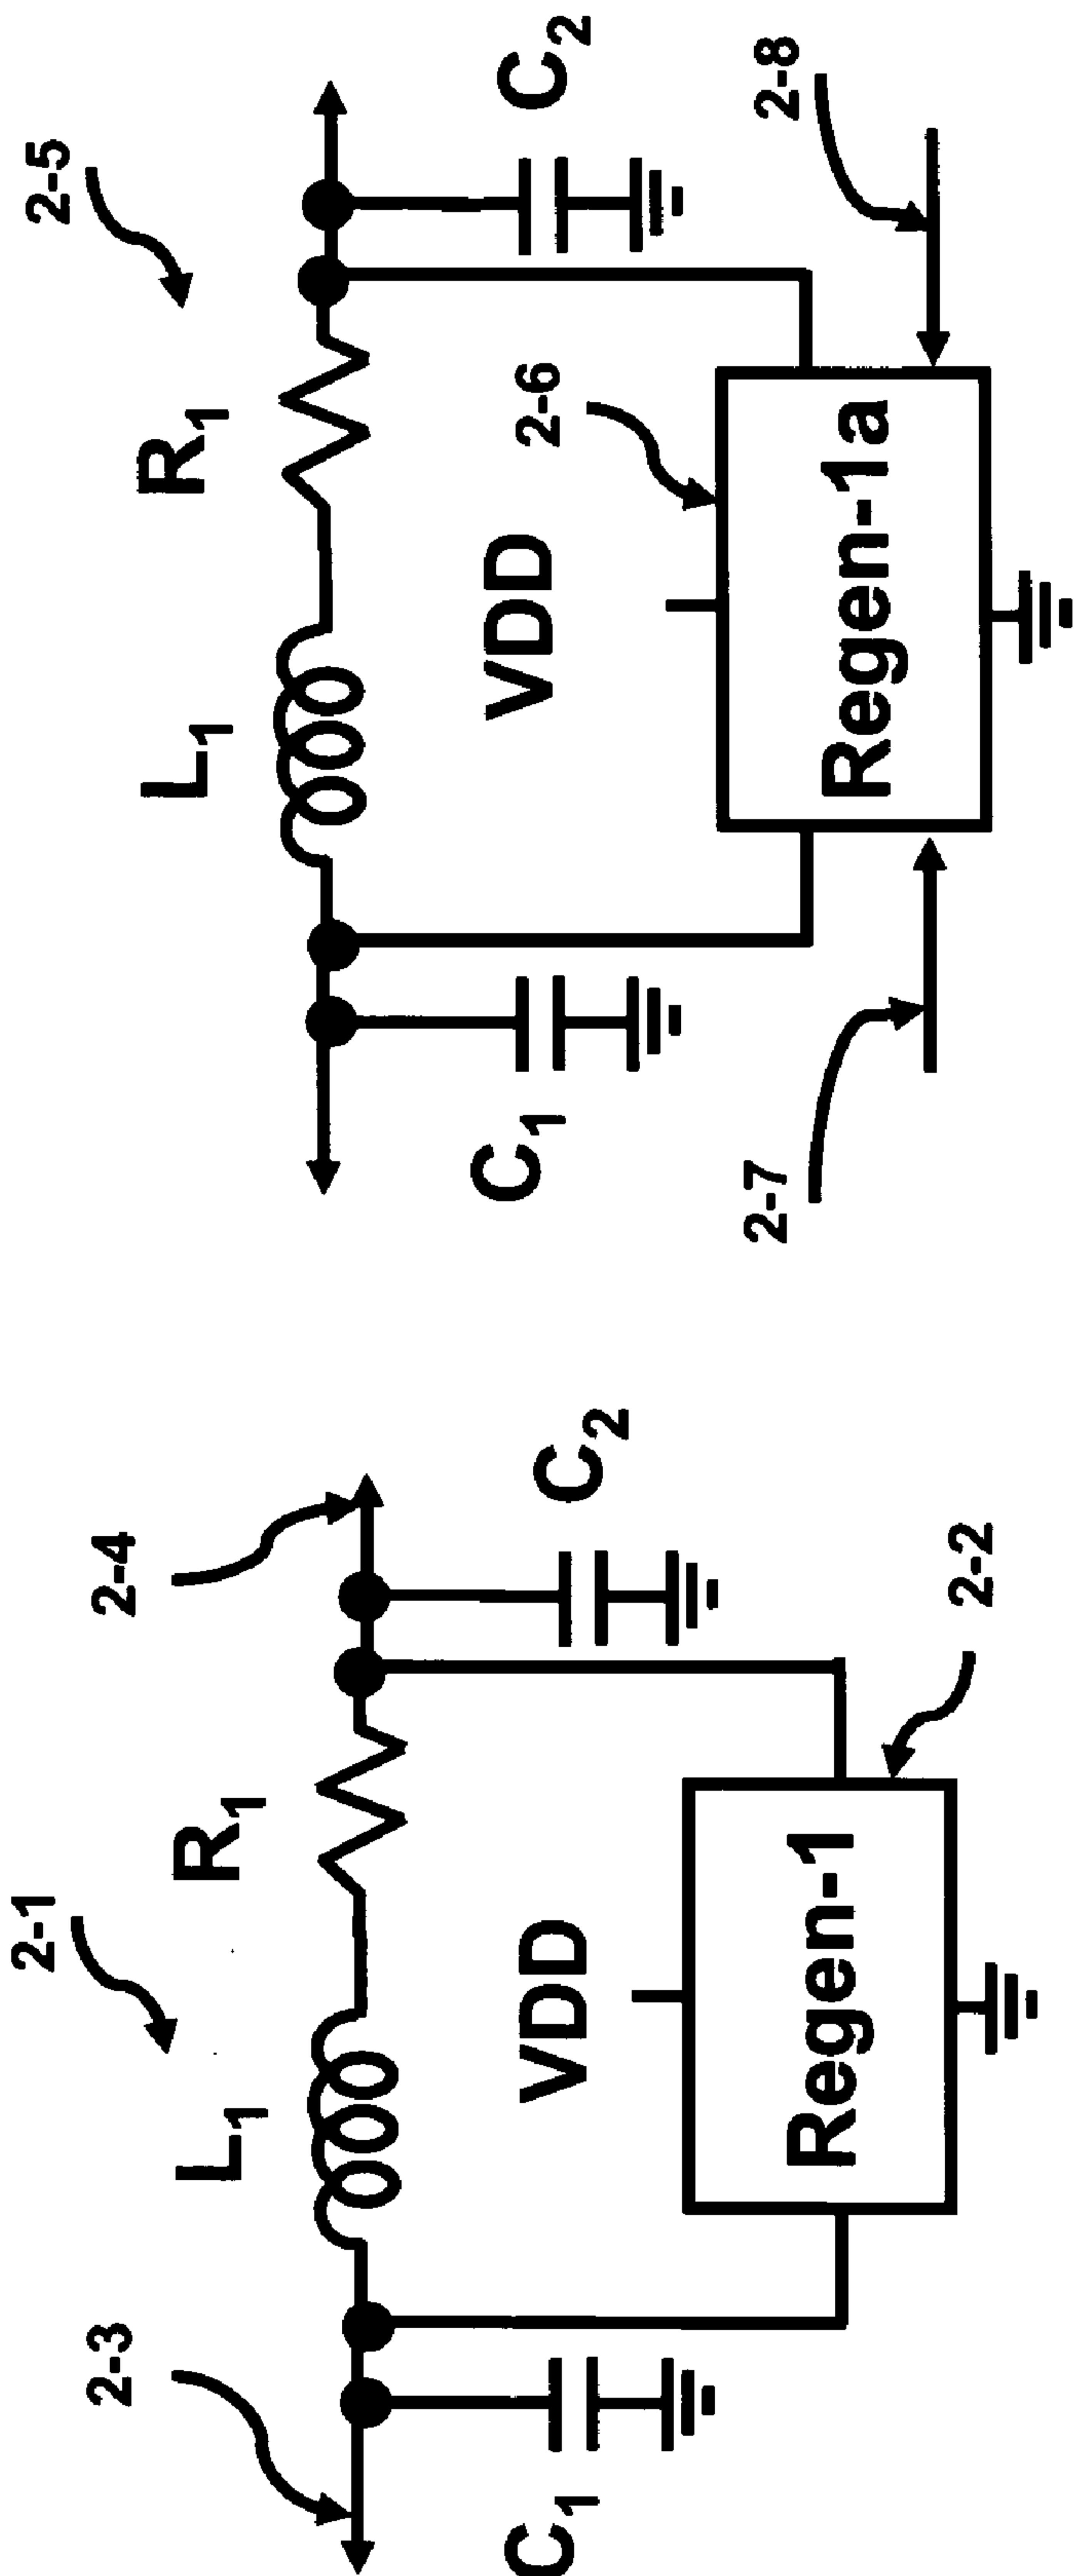 2-1
2-3
2-4
L1
R1
C1
VDD
C2
Regen-1
2-2
2-5
L1
R1
C1
VDD
C2
2-6
Regen-1a
2-7
2-8